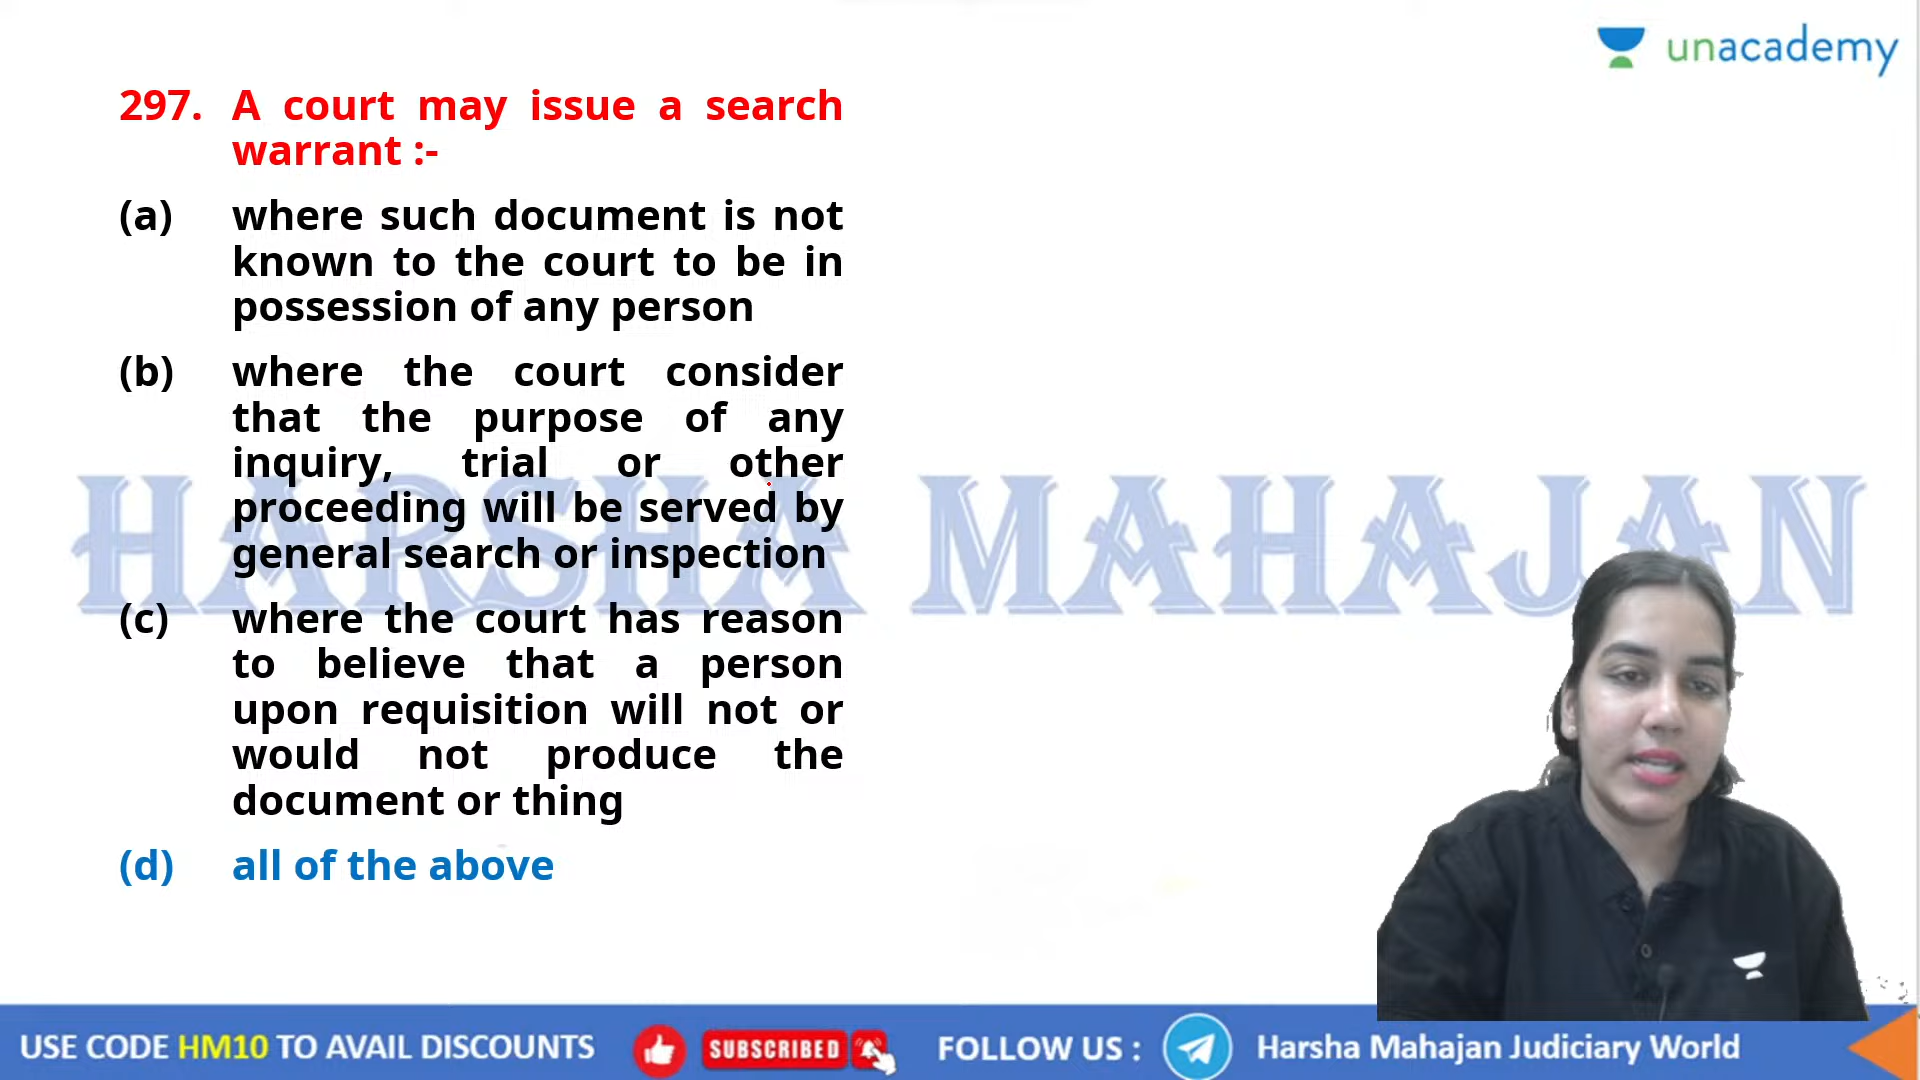 unacademy
297. A court may issue a search
warrant :-
(a) where such document is not
known to the court to be in
possession of any person
(b) where the court consider
that the purpose of any
inquiry, trial or other
proceeding will be served by
general search or inspection
(c) where the court has reason
to believe that a person
upon requisition will not or
would not produce the
document or thing
(d) all of the above
HARSHA MAHAJAN
USE CODE HM10 TO AVAIL DISCOUNTS
SUBSCRIBED
FOLLOW US :
Harsha Mahajan Judiciary World